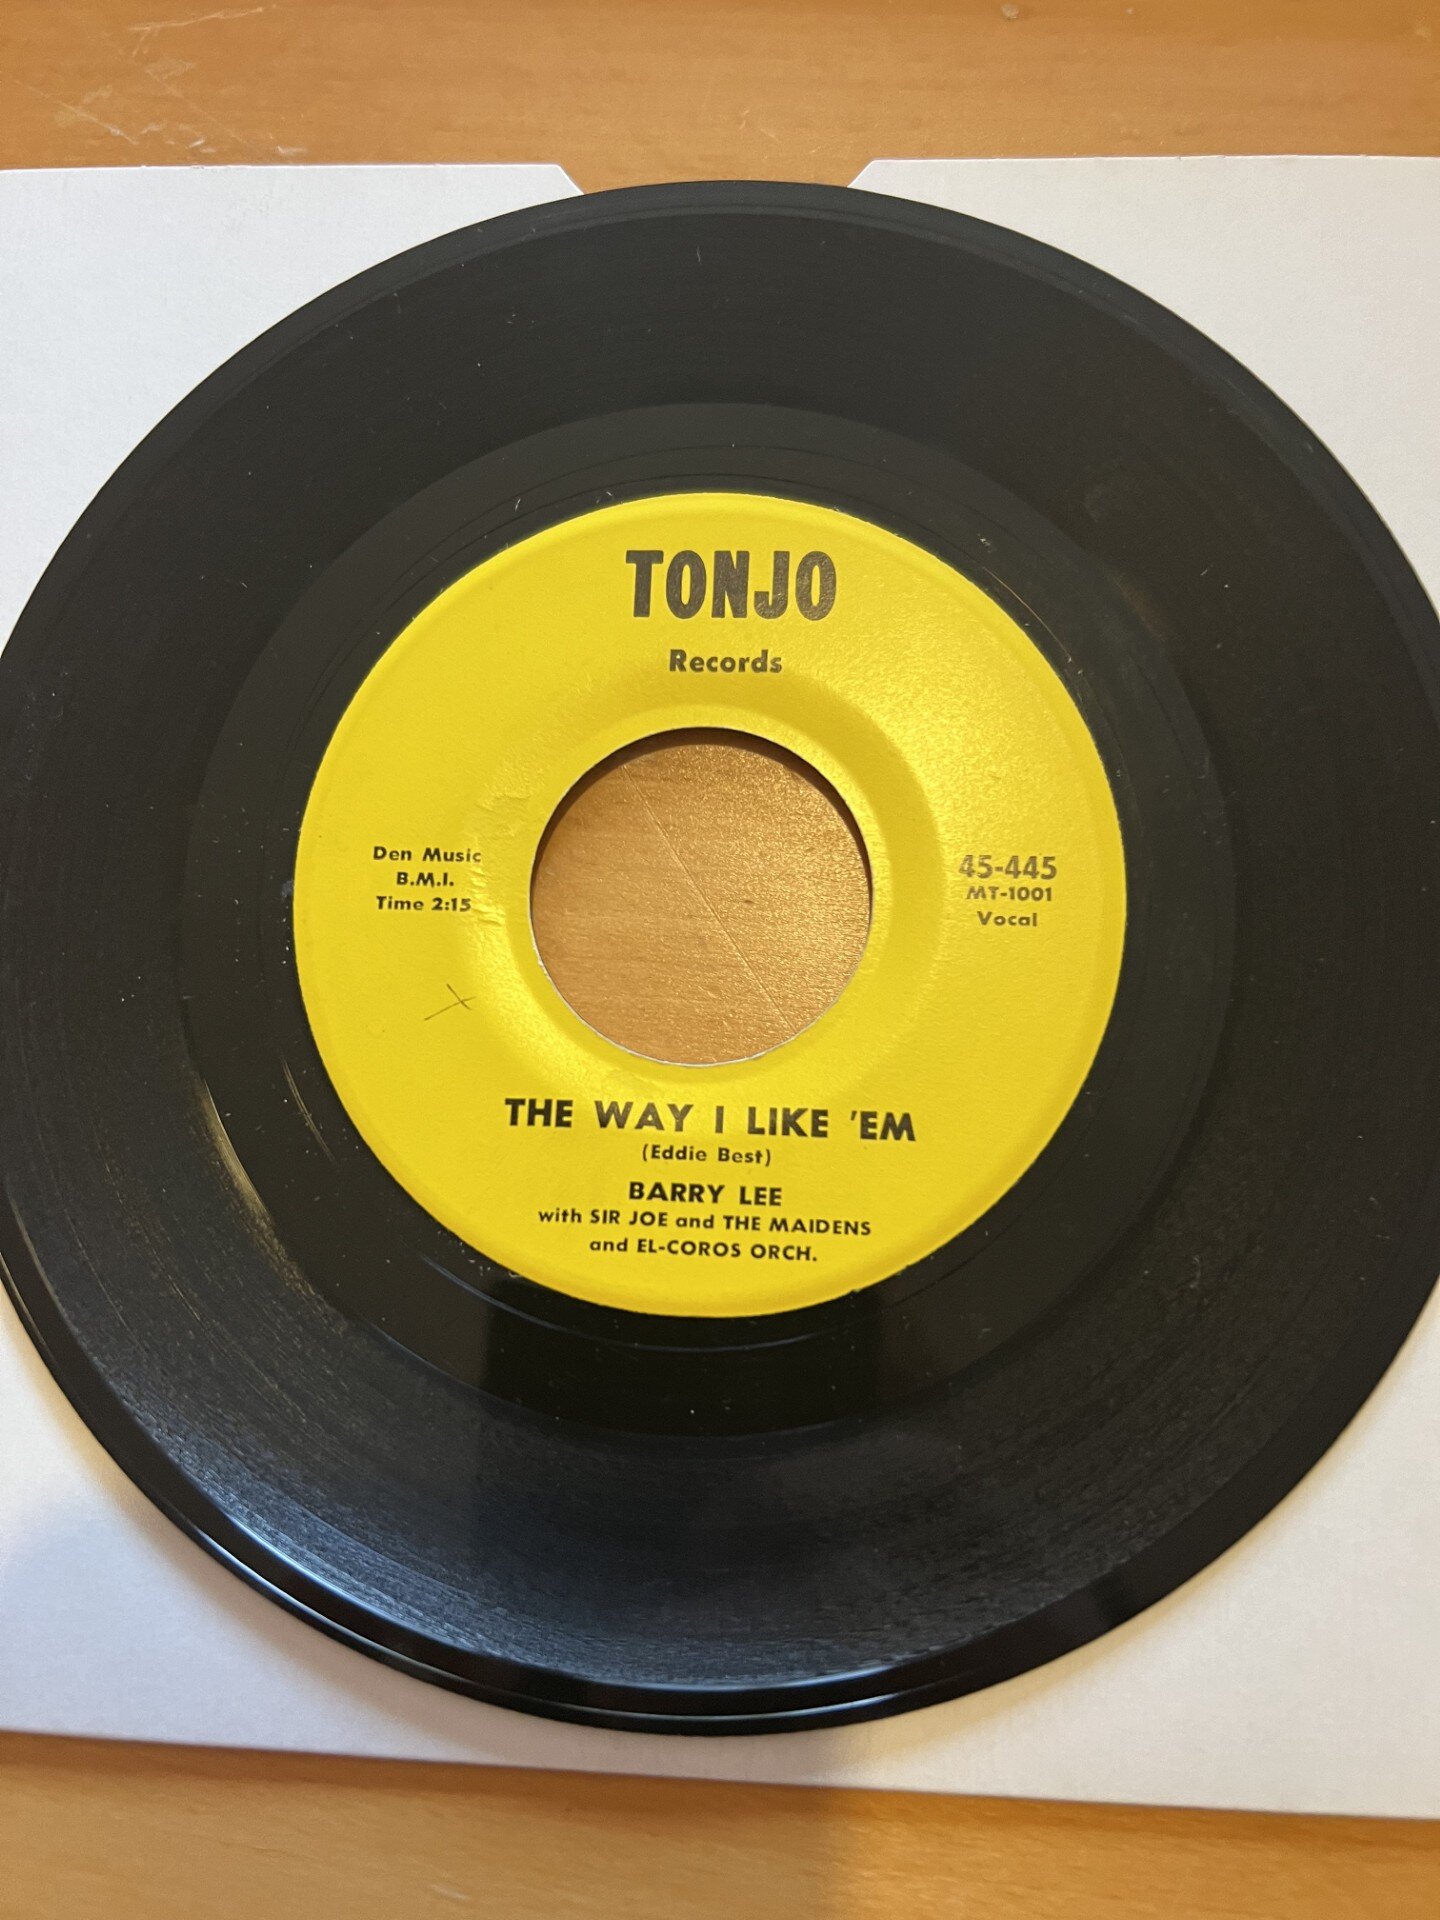 TONJO
Records
Den Music
B.M.I.
Time 2:15
45-445
MT-1001
Vocal
THE WAY I LIKE 'EM
(Eddie Best)
BARRY LEE
with SIR JOE and THE MAIDENS
and EL-COROS ORCH.